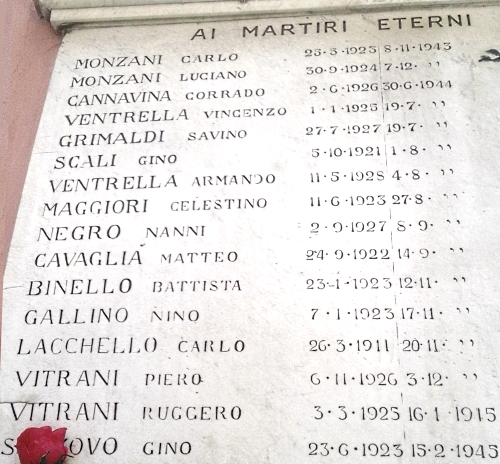 AI MARTIRI ETERNI
MONZANI CARLO 25·3·1925 8·11·1943
MONZANI LUCIANO 30·9·1924 7·12· ''
CANNAVINA CORRADO 2·6·1926 30·6·1944
VENTRELLA VINCENZO 1·1·1925 19·7· ''
GRIMALDI SAVINO 27·7·1927 19·7· ''
SCALI GINO 5·10·1921 1·8· ''
VENTRELLA ARMANDO 11·5·1928 4·8· ''
MAGGIORI CELESTINO 11·6·1923 27·8· ''
NEGRO NANNI 2·9·1927 8·9· ''
CAVAGLIA MATTEO 24·9·1922 14·9· ''
BINELLO BATTISTA 23·1·1923 12·11· ''
GALLINO NINO 7·1·1923 17·11· ''
LACCHELLO CARLO 26·3·1911 20·11· ''
VITRANI PIERO 6·11·1926 3·12· ''
VITRANI RUGGERO 3·3·1925 16·1·1945
GINO 23·6·1923 15·2·1945